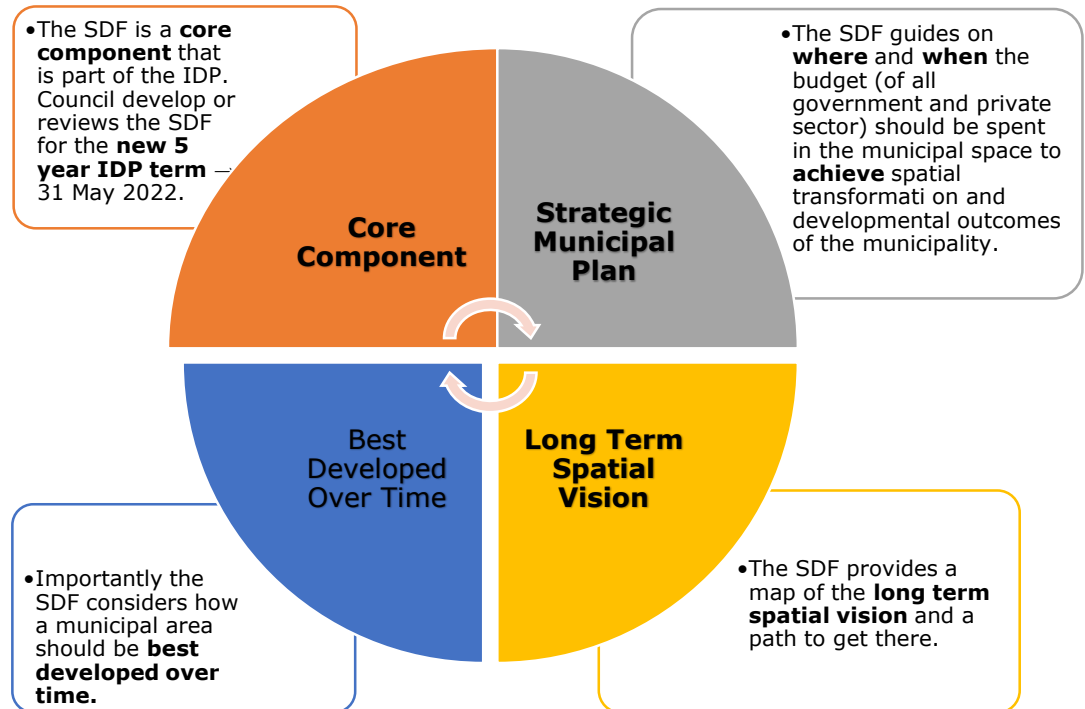 •The SDF is a core
component that
is part of the IDP.
Council develop or
reviews the SDF
for the new 5
year IDP term –
31 May 2022.
•The SDF guides on
where and when the
budget (of all
government and private
sector) should be spent
in the municipal space to
achieve spatial
transformati on and
developmental outcomes
of the municipality.
Core
Component
Strategic
Municipal
Plan
Best
Developed
Over Time
Long Term
Spatial
Vision
•Importantly the
SDF considers how
a municipal area
should be best
developed over
time.
•The SDF provides a
map of the long term
spatial vision and a
path to get there.